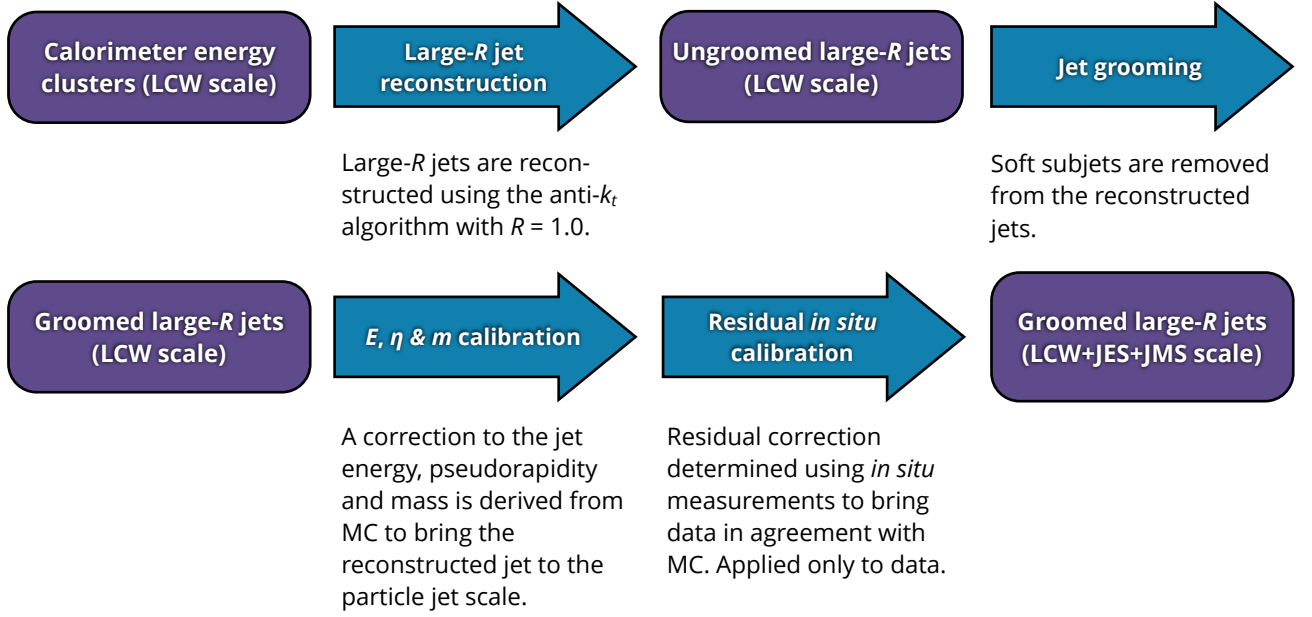 Calorimeter energy
clusters (LCW scale)
Large-R jet
reconstruction
Ungroomed large-R jets
(LCW scale)
Jet grooming
Large-R jets are recon-
structed using the anti-kt
algorithm with R = 1.0.
Soft subjets are removed
from the reconstructed
jets.
Groomed large-R jets
(LCW scale)
E, η & m calibration
Residual in situ
calibration
Groomed large-R jets
(LCW+JES+JMS scale)
A correction to the jet
energy, pseudorapidity
and mass is derived from
MC to bring the
reconstructed jet to the
particle jet scale.
Residual correction
determined using in situ
measurements to bring
data in agreement with
MC. Applied only to data.